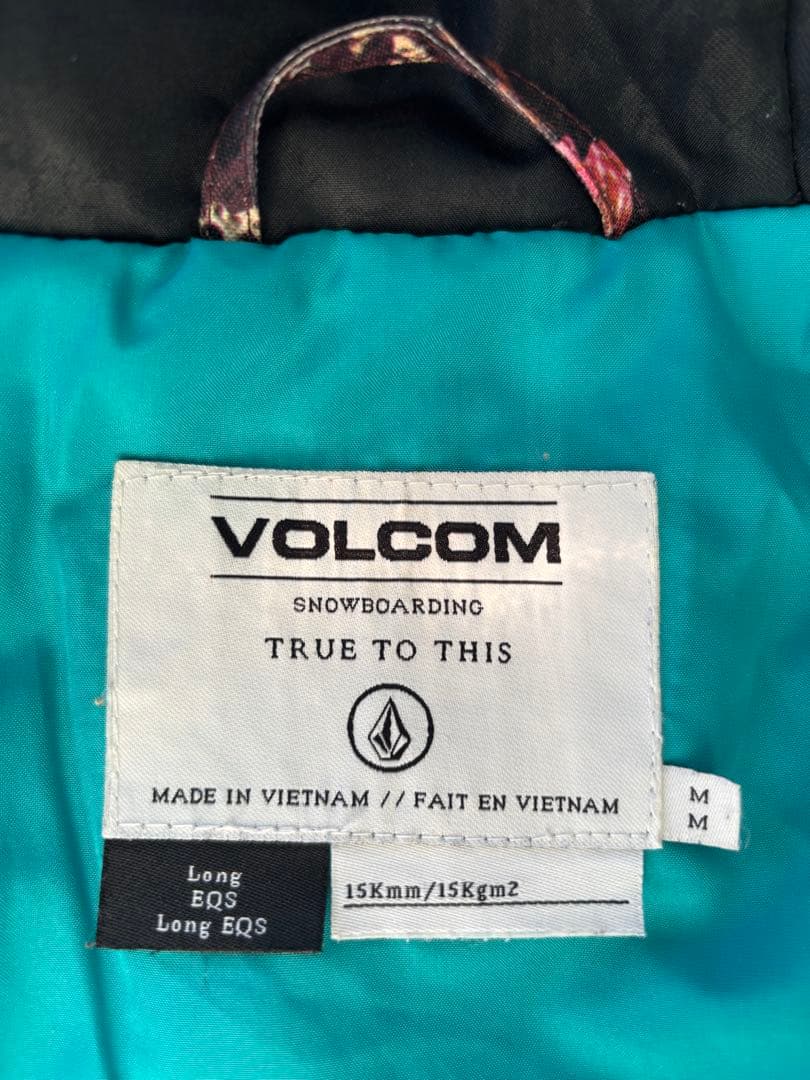 VOLCOM
SNOWBOARDING
TRUE TO THIS
MADE IN VIETNAM // FAIT EN VIETNAM
M
M
Long
EQS
Long EQS
15Kmm/15Kgm2